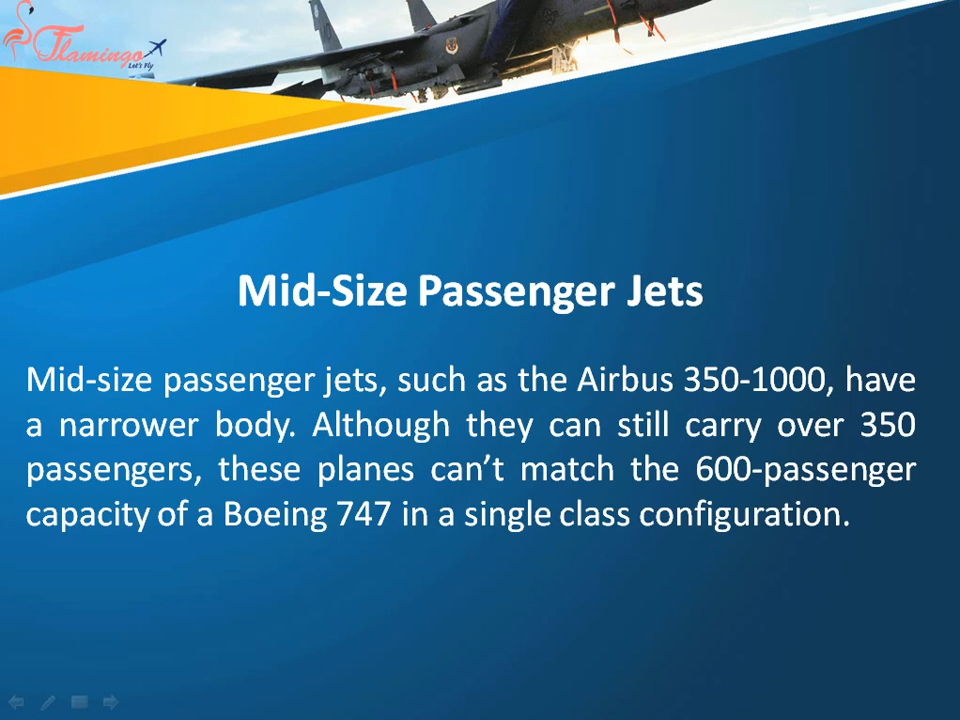 Flamingo
Let's Fly
Mid-Size Passenger Jets
Mid-size passenger jets, such as the Airbus 350-1000, have
a narrower body. Although they can still carry over 350
passengers, these planes can’t match the 600-passenger
capacity of a Boeing 747 in a single class configuration.